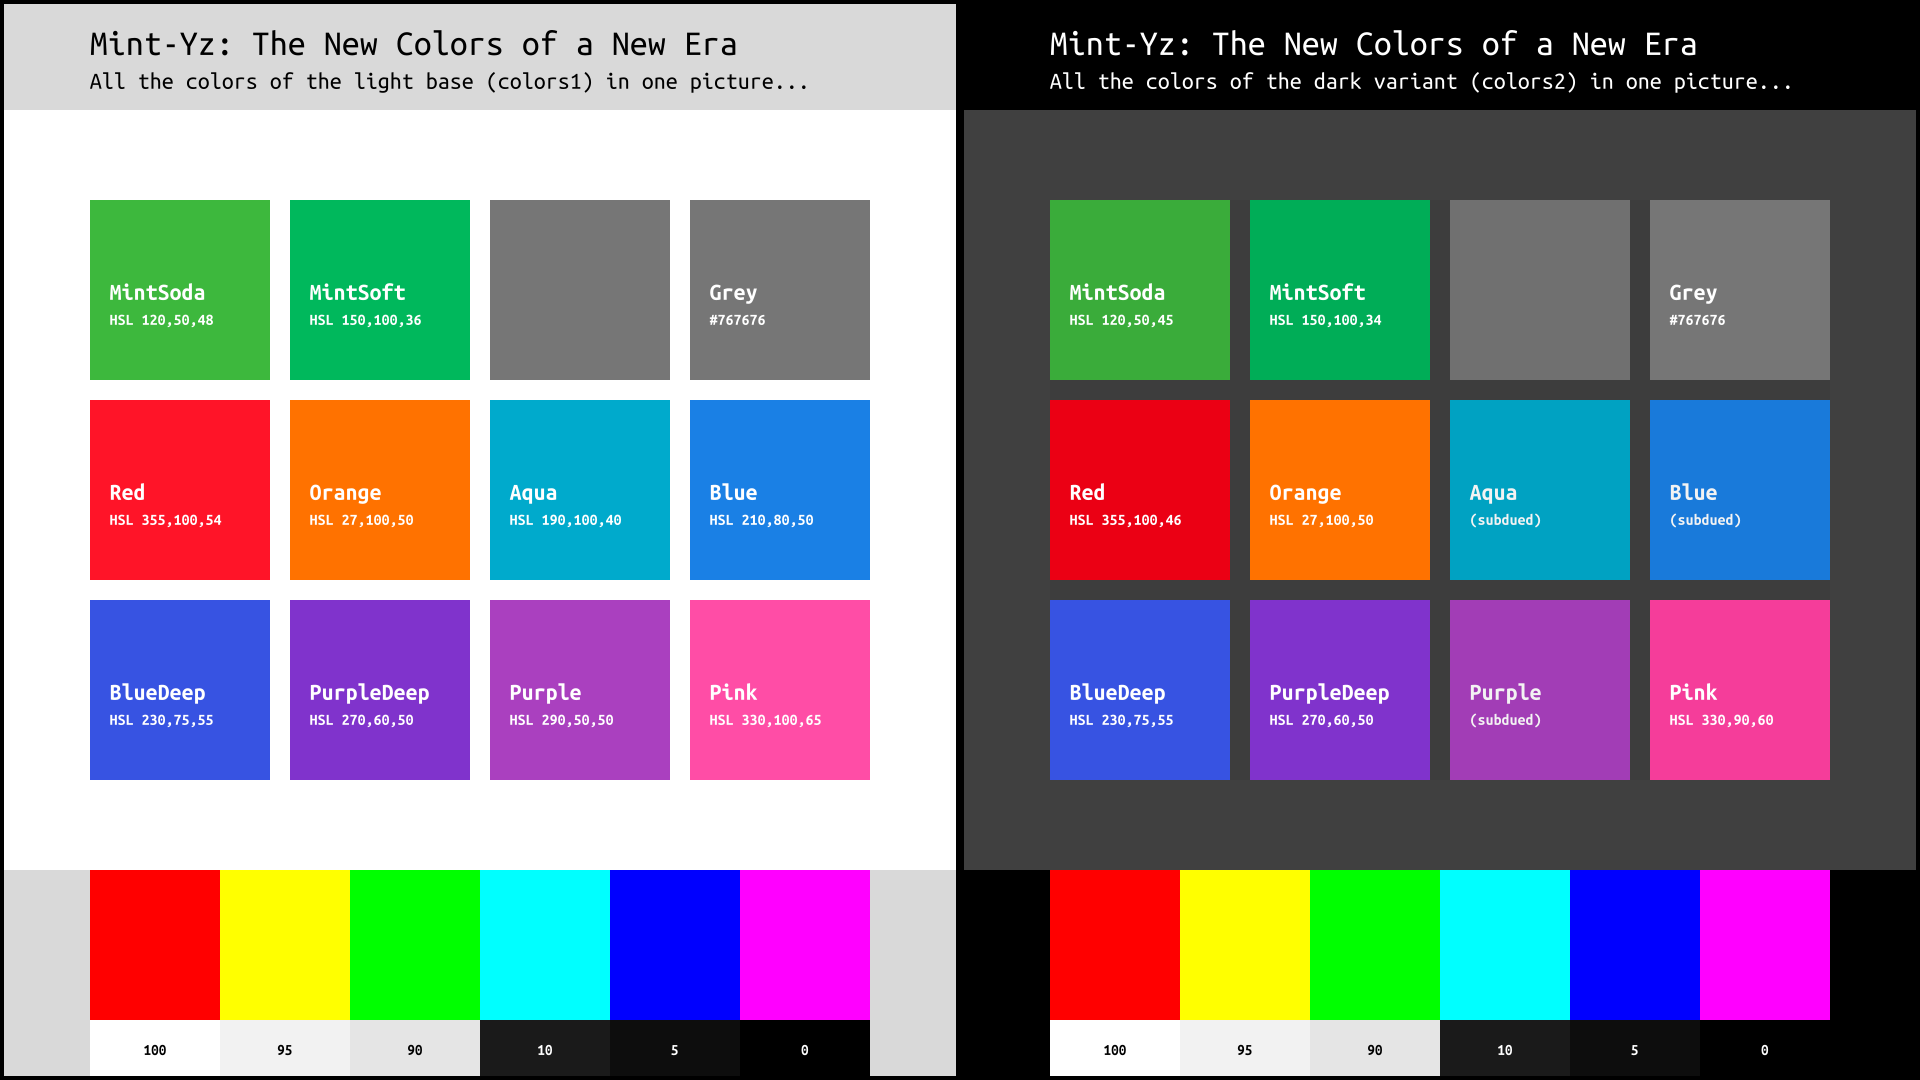 Mint-Yz: The New Colors of a New Era
All the colors of the light base (colors1) in one picture...
MintSoda
HSL 120,50,48
MintSoft
HSL 150,100,36
Grey
#767676
Red
HSL 355,100,54
Orange
HSL 27,100,50
Aqua
HSL 190,100,40
Blue
HSL 210,80,50
BlueDeep
HSL 230,75,55
PurpleDeep
HSL 270,60,50
Purple
HSL 290,50,50
Pink
HSL 330,100,65
100
95
90
10
5
0
Mint-Yz: The New Colors of a New Era
All the colors of the dark variant (colors2) in one picture...
MintSoda
HSL 120,50,45
MintSoft
HSL 150,100,34
Grey
#767676
Red
HSL 355,100,46
Orange
HSL 27,100,50
Aqua
(subdued)
Blue
(subdued)
BlueDeep
HSL 230,75,55
PurpleDeep
HSL 270,60,50
Purple
(subdued)
Pink
HSL 330,90,60
100
95
90
10
5
0